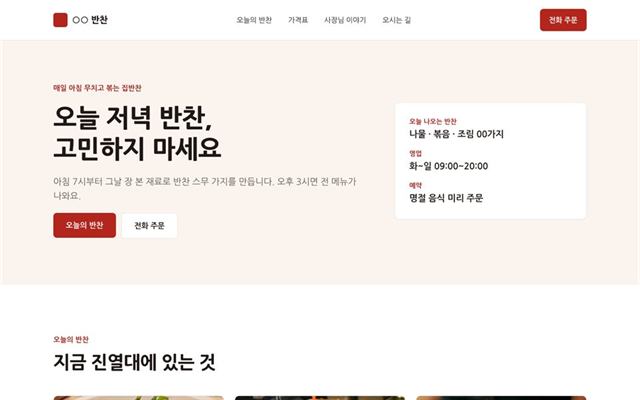 ○○ 반찬
오늘의 반찬
가격표
사장님 이야기
오시는 길
전화 주문
매일 아침 무치고 볶는 집반찬
오늘 저녁 반찬,
고민하지 마세요
아침 7시부터 그날 장 본 재료로 반찬 스무 가지를 만듭니다. 오후 3시면 전 메뉴가
나와요.
오늘의 반찬
전화 주문
오늘 나오는 반찬
나물 · 볶음 · 조림 00가지
영업
화~일 09:00~20:00
예약
명절 음식 미리 주문
오늘의 반찬
지금 진열대에 있는 것